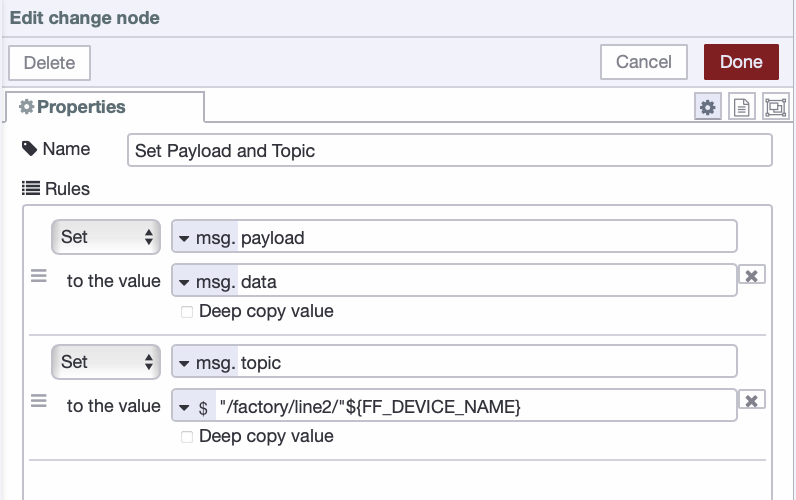 Edit change node
Delete
Cancel
Done
Properties
Name
Set Payload and Topic
Rules
Set
msg. payload
to the value
msg. data
Deep copy value
Set
msg. topic
to the value
$ "/factory/line2/"${FF_DEVICE_NAME}
Deep copy value